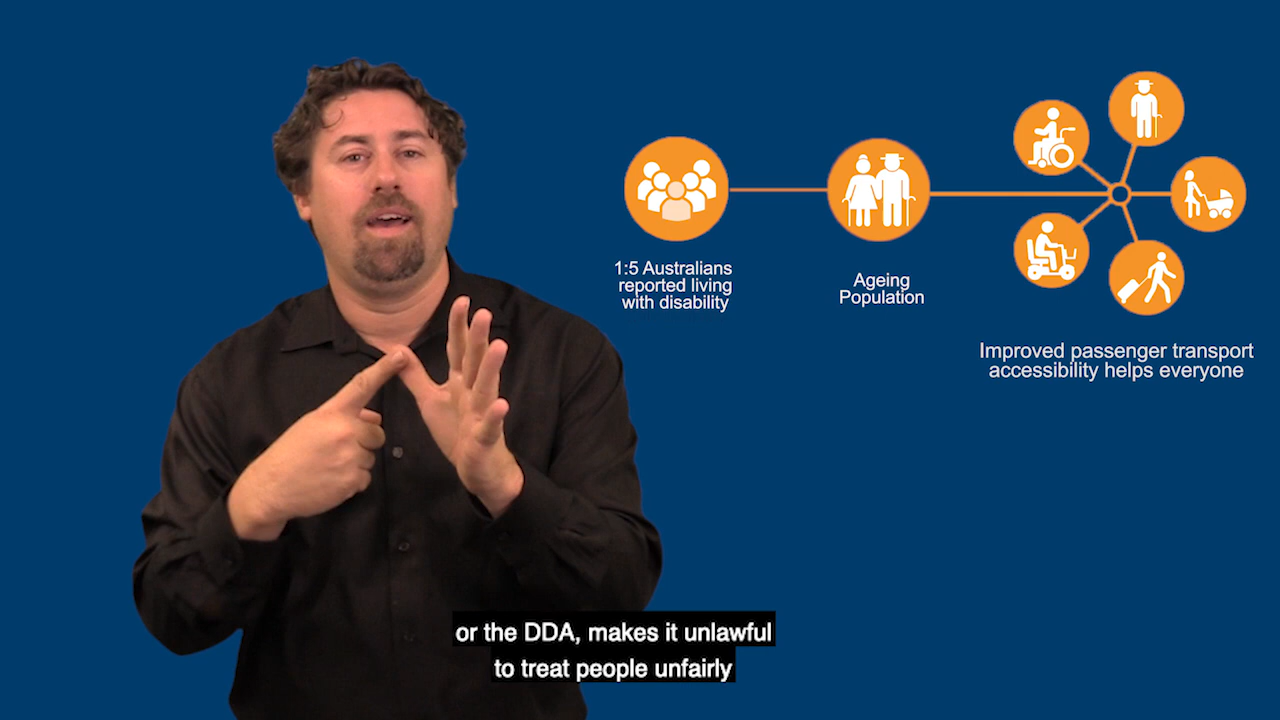 1:5 Australians
reported living
with disability
Ageing
Population
Improved passenger transport
accessibility helps everyone
or the DDA, makes it unlawful
to treat people unfairly